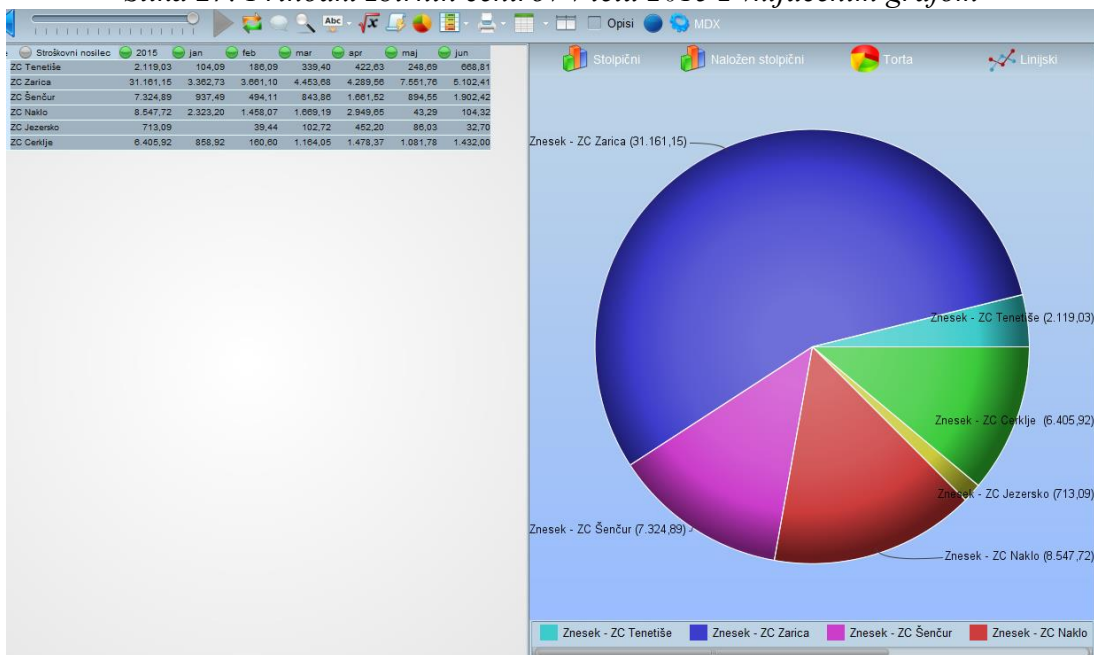 Abc
Opisi
MDX
Stroškovni nosilec 2015 jan feb mar apr maj jun
ZC Tenetiše 2.119,03 104,09 186,09 339,40 422,63 248,69 668,81
ZC Zarica 31.161,15 3.362,73 3.661,10 4.453,68 4.289,56 7.551,76 5.102,41
ZC Šenčur 7.324,89 937,49 494,11 843,86 1.661,52 894,55 1.902,42
ZC Naklo 8.547,72 2.323,20 1.458,07 1.669,19 2.949,65 43,29 104,32
ZC Jezersko 713,09 39,44 102,72 452,20 86,03 32,70
ZC Cerklje 6.405,92 858,92 160,60 1.164,05 1.478,37 1.081,78 1.432,00
Stolpični
Naložen stolpični
Torta
Linijski
Znesek - ZC Zarica (31.161,15)
Znesek - ZC Tenetiše (2.119,03)
Znesek - ZC Cerklje (6.405,92)
Znesek - ZC Jezersko (713,09)
Znesek - ZC Šenčur (7.324,89)
Znesek - ZC Naklo (8.547,72)
Znesek - ZC Tenetiše Znesek - ZC Zarica Znesek - ZC Šenčur Znesek - ZC Naklo